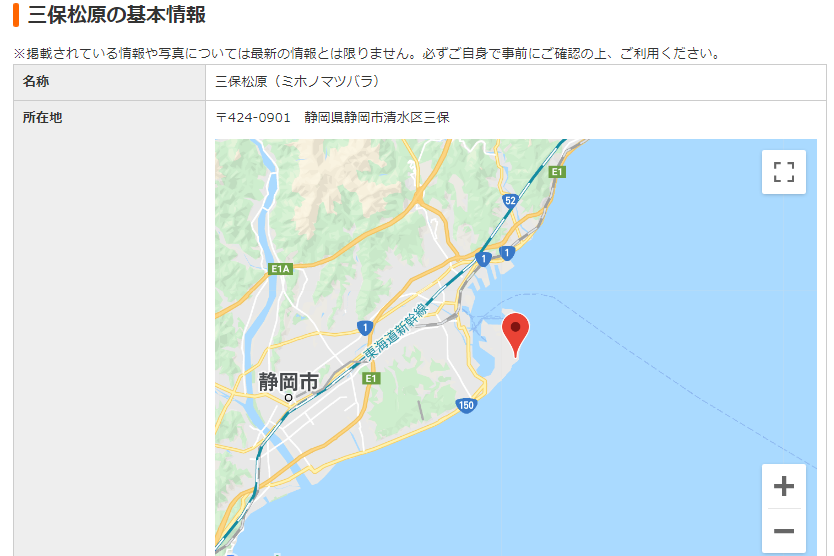 三保松原の基本情報
※掲載されている情報や写真については最新の情報とは限りません。必ずご自身で事前にご確認の上、ご利用ください。
名称
三保松原（ミホノマツバラ）
所在地
〒424-0901　静岡県静岡市清水区三保
E1
52
1
1
E1A
1
東海道新幹線
静岡市
E1
150